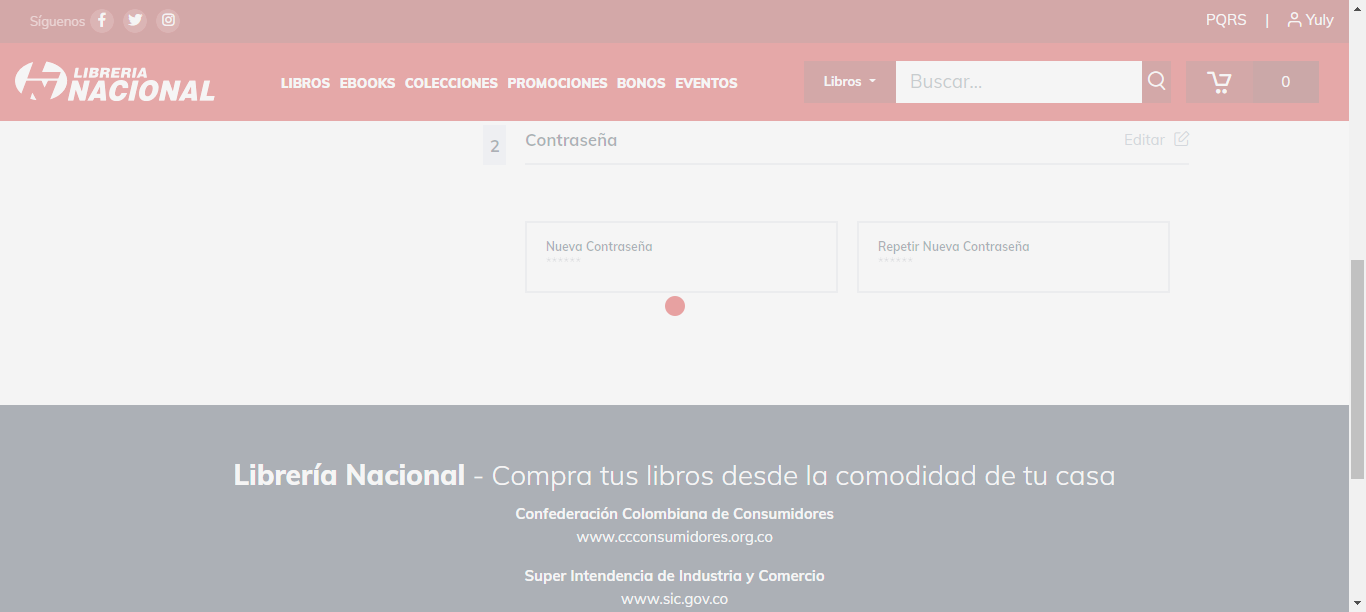 Síguenos
PQRS | Yuly
LIBRERIA
NACIONAL
LIBROS EBOOKS COLECCIONES PROMOCIONES BONOS EVENTOS
Libros
Buscar...
0
2 Contraseña
Editar
Nueva Contraseña
******
Repetir Nueva Contraseña
******
Librería Nacional - Compra tus libros desde la comodidad de tu casa
Confederación Colombiana de Consumidores
www.ccconsumidores.org.co
Super Intendencia de Industria y Comercio
www.sic.gov.co